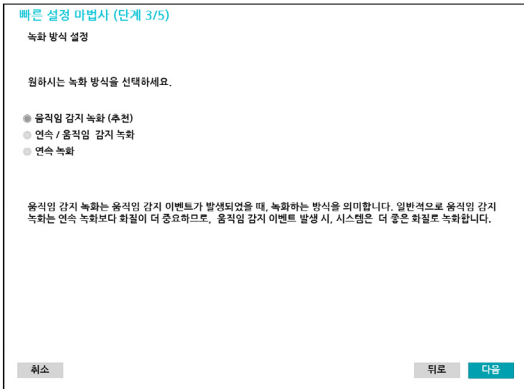 빠른 설정 마법사 (단계 3/5)
녹화 방식 설정
원하시는 녹화 방식을 선택하세요.
움직임 감지 녹화 (추천)
연속 / 움직임 감지 녹화
연속 녹화
움직임 감지 녹화는 움직임 감지 이벤트가 발생되었을 때, 녹화하는 방식을 의미합니다. 일반적으로 움직임 감지
녹화는 연속 녹화보다 화질이 더 중요하므로, 움직임 감지 이벤트 발생 시, 시스템은 더 좋은 화질로 녹화합니다.
취소
뒤로
다음